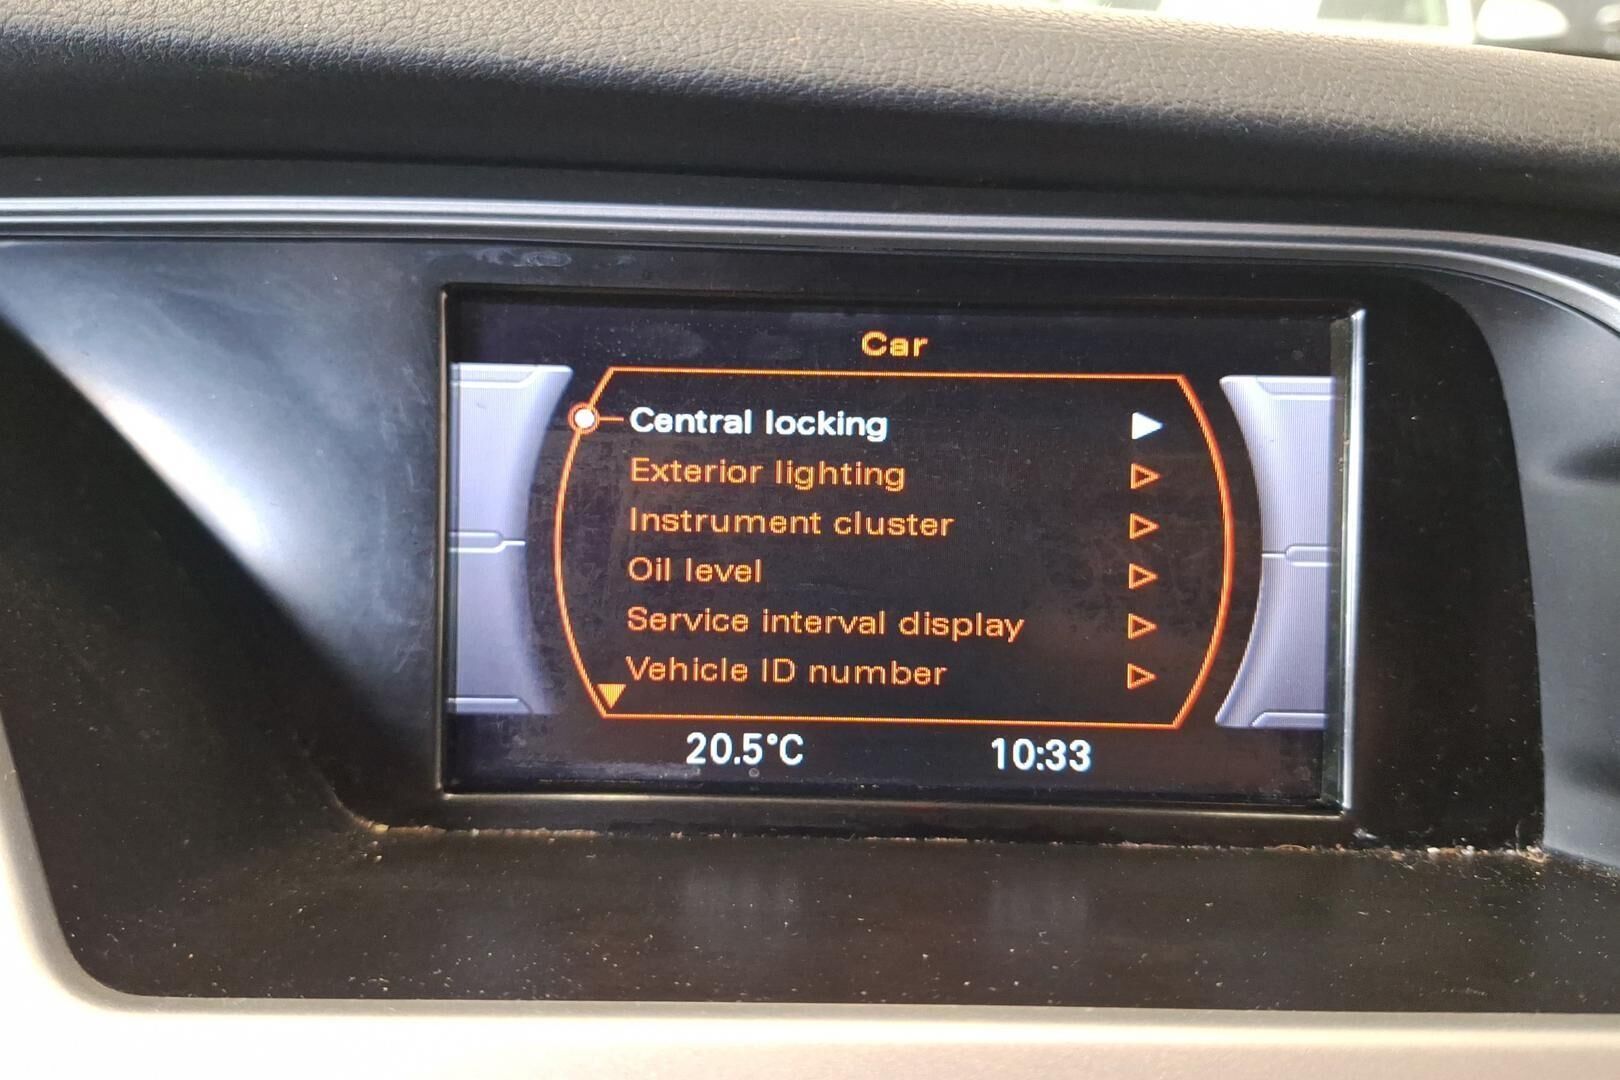 Car
Central locking
Exterior lighting
Instrument cluster
Oil level
Service interval display
Vehicle ID number
20.5°C 10:33